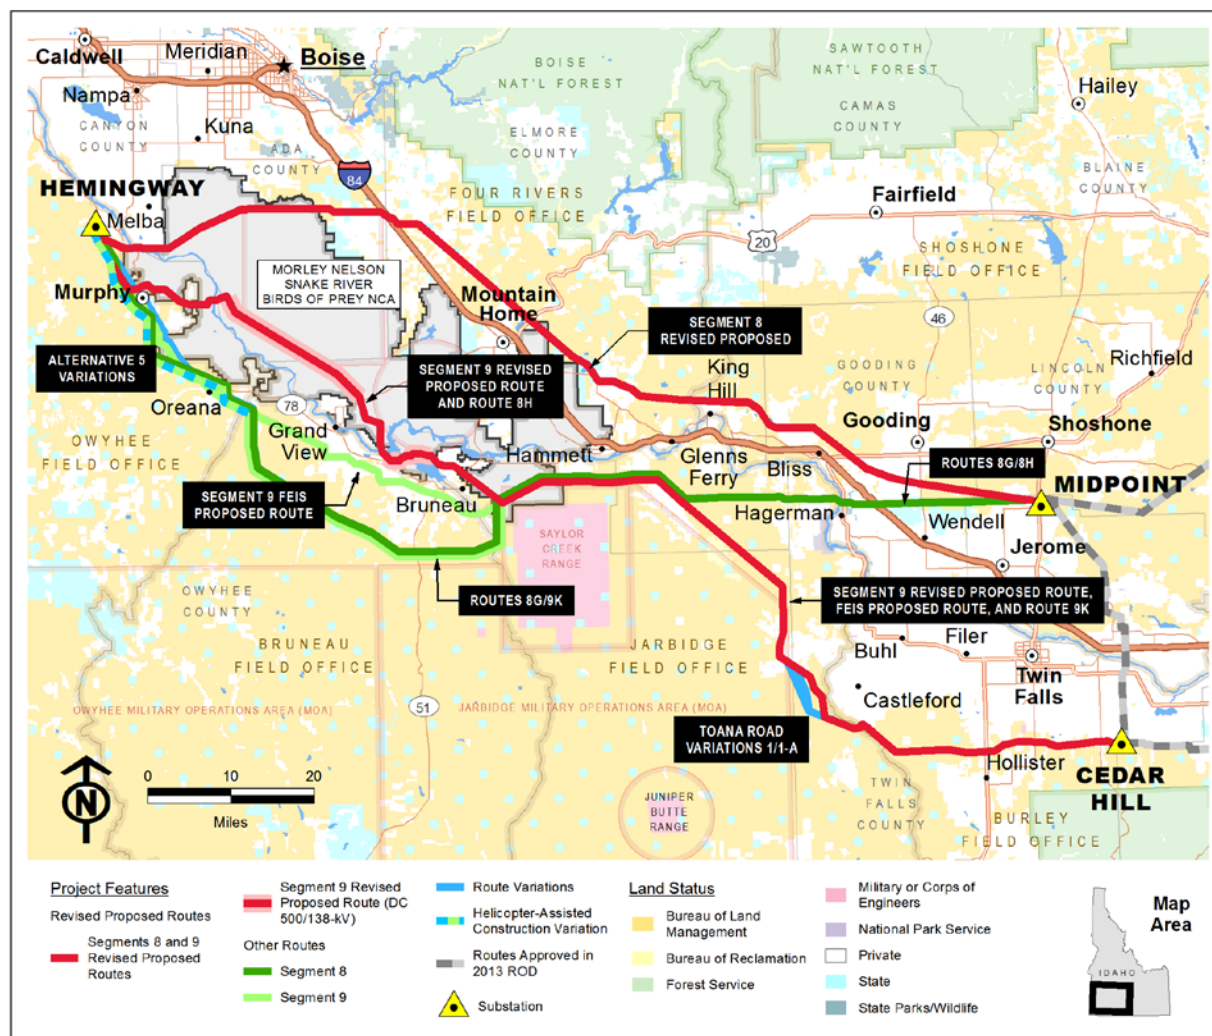 Caldwell
Meridian
Boise
Nampa
Kuna
CANYON
COUNTY
ADA
COUNTY
BOISE
NAT'L FOREST
SAWTOOTH
NAT'L FOREST
CAMAS
COUNTY
Hailey
ELMORE
COUNTY
BLAINE
COUNTY
84
HEMINGWAY
Melba
FOUR RIVERS
FIELD OFFICE
Fairfield
20
SHOSHONE
FIELD OFFICE
MORLEY NELSON
SNAKE RIVER
BIRDS OF PREY NCA
Murphy
Mountain
Home
SEGMENT 8
REVISED PROPOSED
46
ALTERNATIVE 5
VARIATIONS
SEGMENT 9 REVISED
PROPOSED ROUTE
AND ROUTE 8H
King
Hill
GOODING
COUNTY
LINCOLN
COUNTY
Richfield
Oreana
78
Grand
View
OWYHEE
FIELD OFFICE
Hammett
Glenns
Ferry
Bliss
Gooding
Shoshone
ROUTES 8G/8H
SEGMENT 9 FEIS
PROPOSED ROUTE
Bruneau
Hagerman
MIDPOINT
Wendell
SAYLOR
CREEK
RANGE
Jerome
ROUTES 8G/9K
SEGMENT 9 REVISED PROPOSED ROUTE,
FEIS PROPOSED ROUTE, AND ROUTE 9K
OWYHEE
COUNTY
BRUNEAU
FIELD OFFICE
JARBIDGE
FIELD OFFICE
Buhl
Filer
Twin
Falls
Castleford
OWYHEE MILITARY OPERATIONS AREA (MOA)
51
JARBIDGE MILITARY OPERATIONS AREA (MOA)
TOANA ROAD
VARIATIONS 1/1-A
Hollister
CEDAR
HILL
N
0 10 20
Miles
JUNIPER
BUTTE
RANGE
TWIN
FALLS
COUNTY
BURLEY
FIELD OFFICE
Project Features
Revised Proposed Routes
Segments 8 and 9
Revised Proposed
Routes
Segment 9 Revised
Proposed Route (DC
500/138-kV)
Other Routes
Segment 8
Segment 9
Route Variations
Helicopter-Assisted
Construction Variation
Routes Approved in
2013 ROD
Substation
Land Status
Bureau of Land
Management
Bureau of Reclamation
Forest Service
Military or Corps of
Engineers
National Park Service
Private
State
State Parks/Wildlife
Map
Area
IDAHO